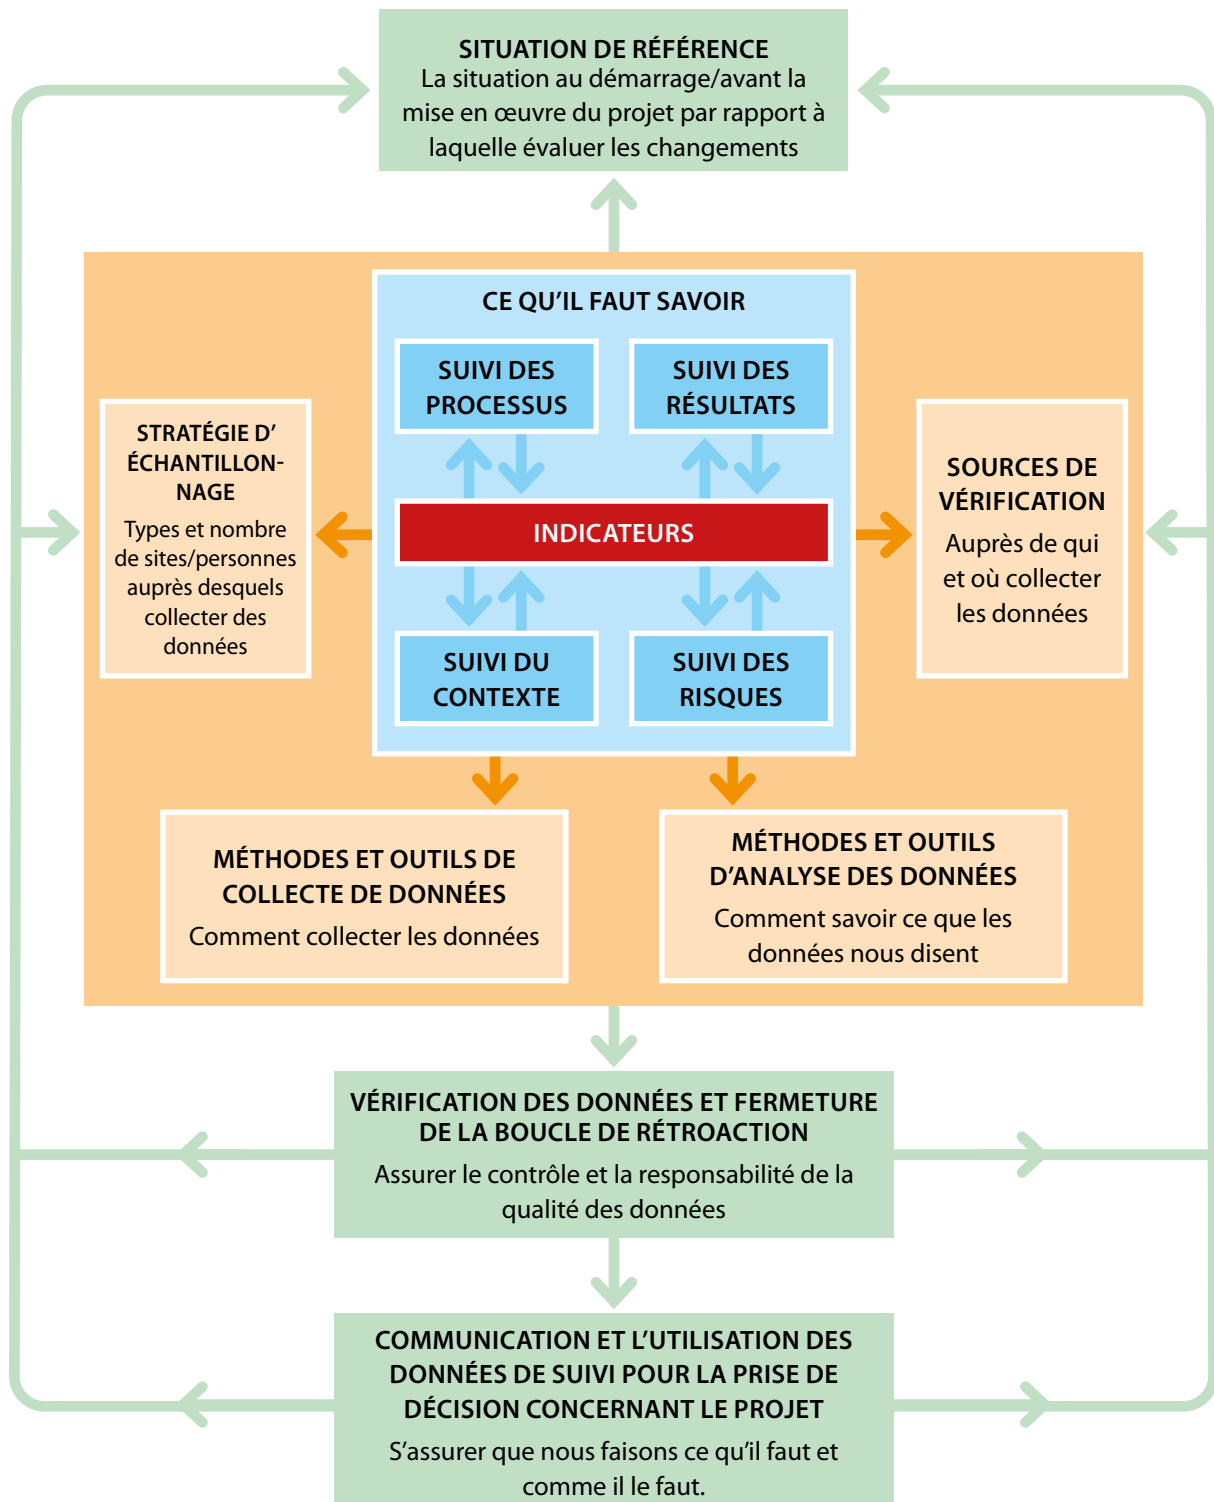 SITUATION DE RÉFÉRENCE
La situation au démarrage/avant la
mise en œuvre du projet par rapport à
laquelle évaluer les changements
CE QU’IL FAUT SAVOIR
SUIVI DES
PROCESSUS
SUIVI DES
RÉSULTATS
STRATÉGIE D’
ÉCHANTILLON-
NAGE
Types et nombre
de sites/personnes
auprès desquels
collecter des
données
INDICATEURS
SOURCES DE
VÉRIFICATION
Auprès de qui
et où collecter
les données
SUIVI DU
CONTEXTE
SUIVI DES
RISQUES
MÉTHODES ET OUTILS DE
COLLECTE DE DONNÉES
Comment collecter les données
MÉTHODES ET OUTILS
D’ANALYSE DES DONNÉES
Comment savoir ce que les
données nous disent
VÉRIFICATION DES DONNÉES ET FERMETURE
DE LA BOUCLE DE RÉTROACTION
Assurer le contrôle et la responsabilité de la
qualité des données
COMMUNICATION ET L’UTILISATION DES
DONNÉES DE SUIVI POUR LA PRISE DE
DÉCISION CONCERNANT LE PROJET
S’assurer que nous faisons ce qu’il faut et
comme il le faut.